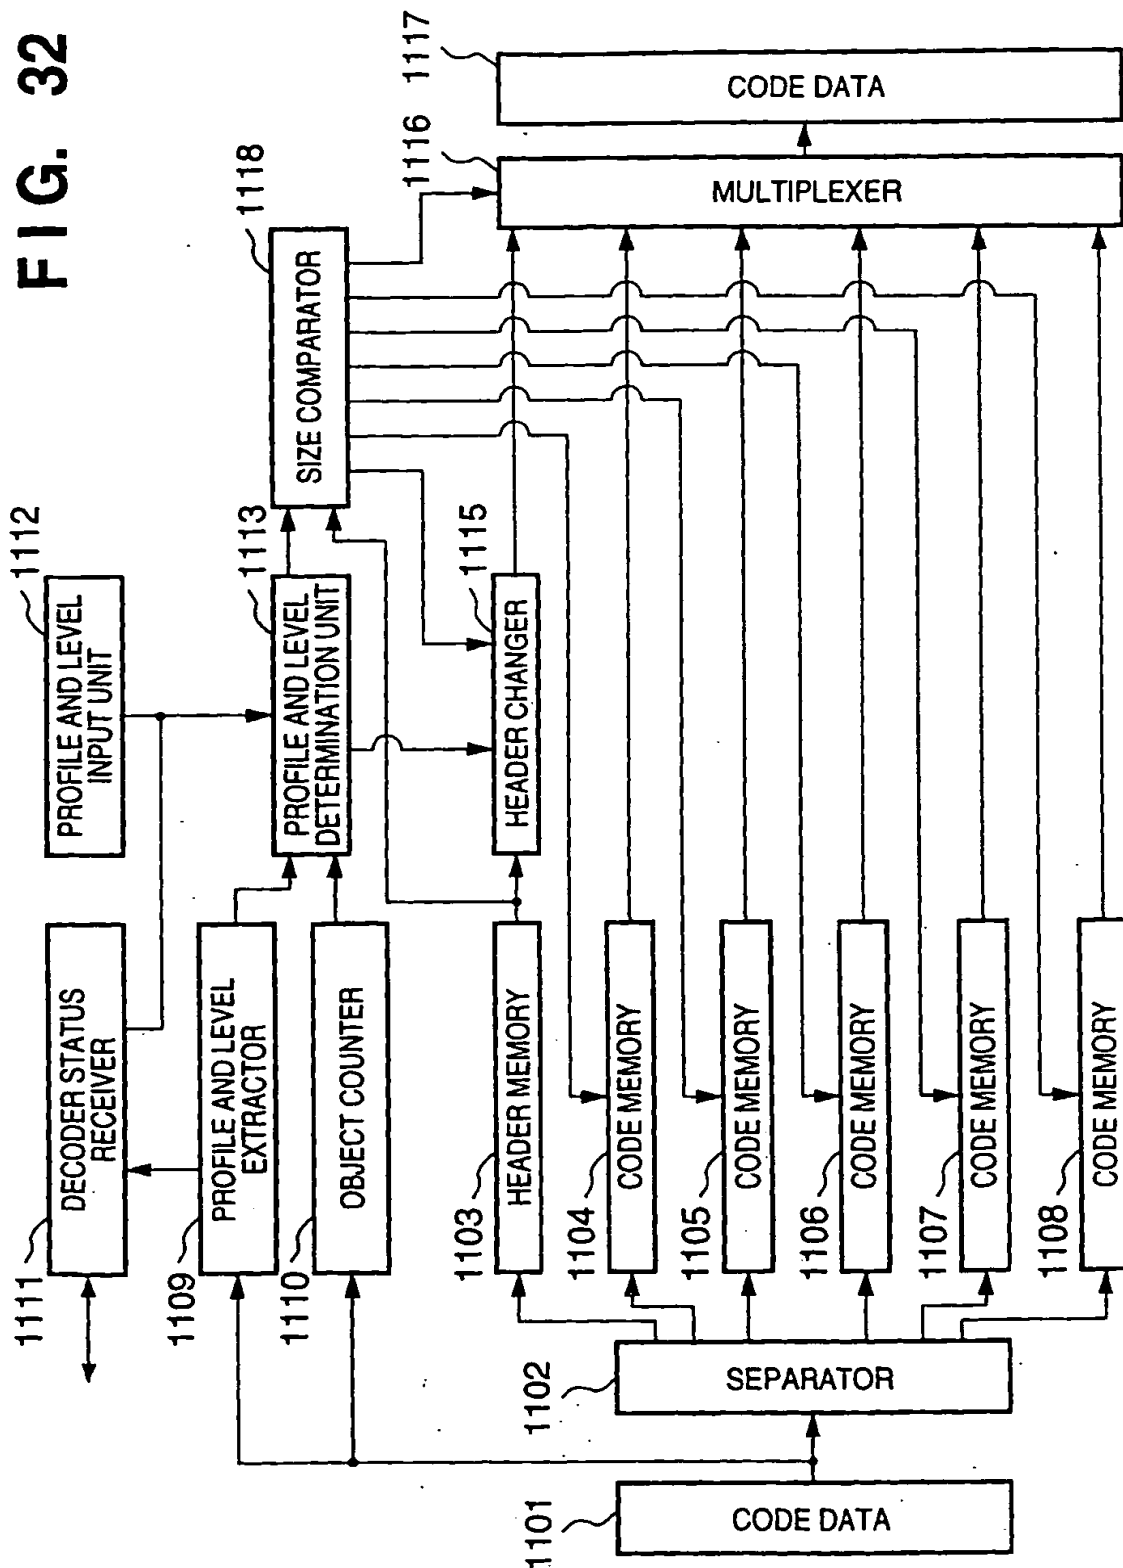 FIG. 32
1111
DECODER STATUS
RECEIVER
1112
PROFILE AND LEVEL
INPUT UNIT
1109
PROFILE AND LEVEL
EXTRACTOR
1113
PROFILE AND LEVEL
DETERMINATION UNIT
1118
SIZE COMPARATOR
1110
OBJECT COUNTER
1103
HEADER MEMORY
1115
HEADER CHANGER
1104
CODE MEMORY
1105
CODE MEMORY
1106
CODE MEMORY
1107
CODE MEMORY
1108
CODE MEMORY
1101
CODE DATA
1102
SEPARATOR
1116
MULTIPLEXER
1117
CODE DATA